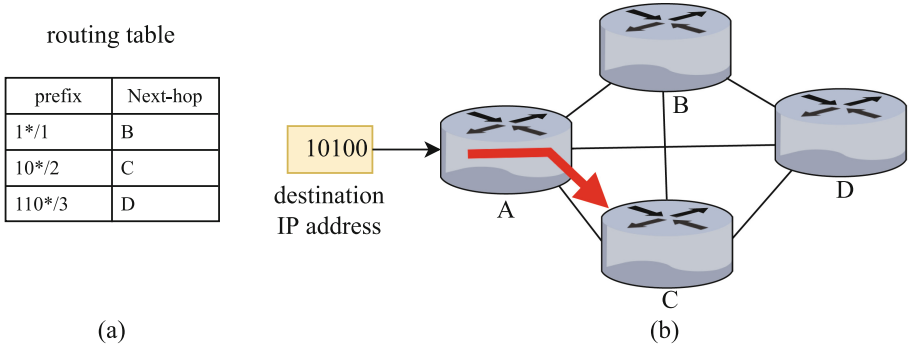 routing table
prefix Next-hop
1*/1 B
10*/2 C
110*/3 D
(a)
B
10100
A
D
destination
IP address
C
(b)